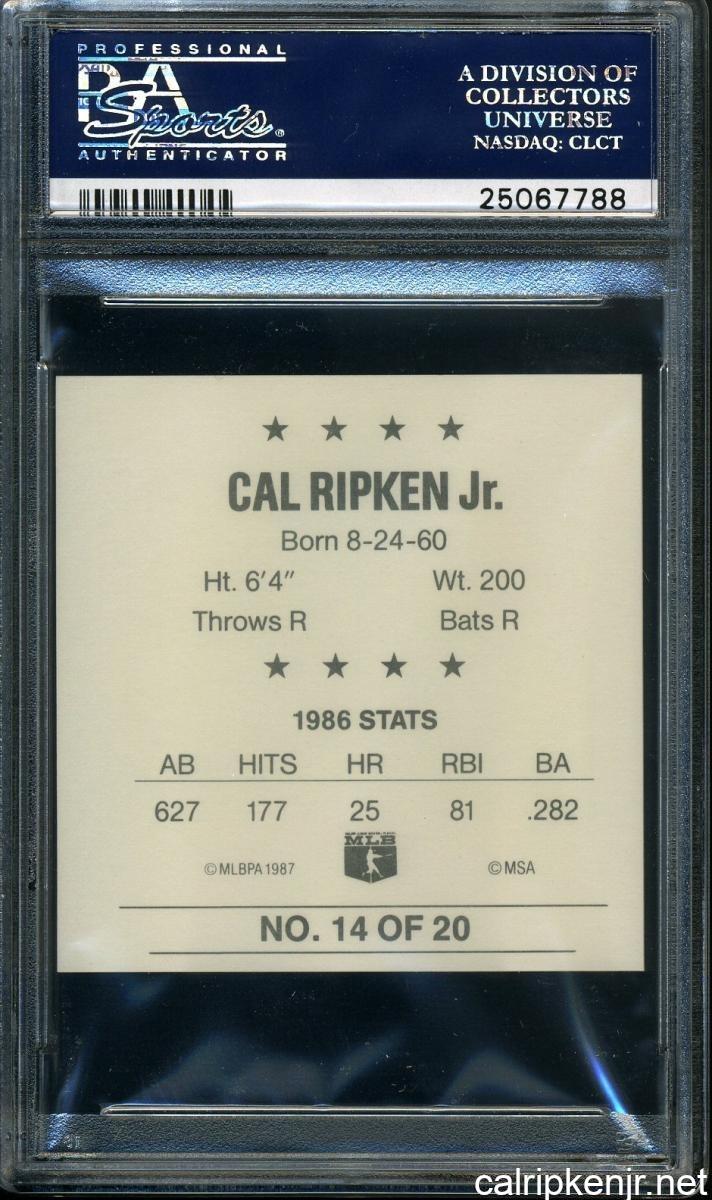 PROFESSIONAL
PSA
Sports®
AUTHENTICATOR
A DIVISION OF
COLLECTORS
UNIVERSE
NASDAQ: CLCT
25067788
★ ★ ★ ★
CAL RIPKEN Jr.
Born 8-24-60
Ht. 6'4" Wt. 200
Throws R Bats R
★ ★ ★ ★
1986 STATS
AB HITS HR RBI BA
627 177 25 81 .282
MLB
©MLBPA 1987 ©MSA
NO. 14 OF 20
calripkenjr.net